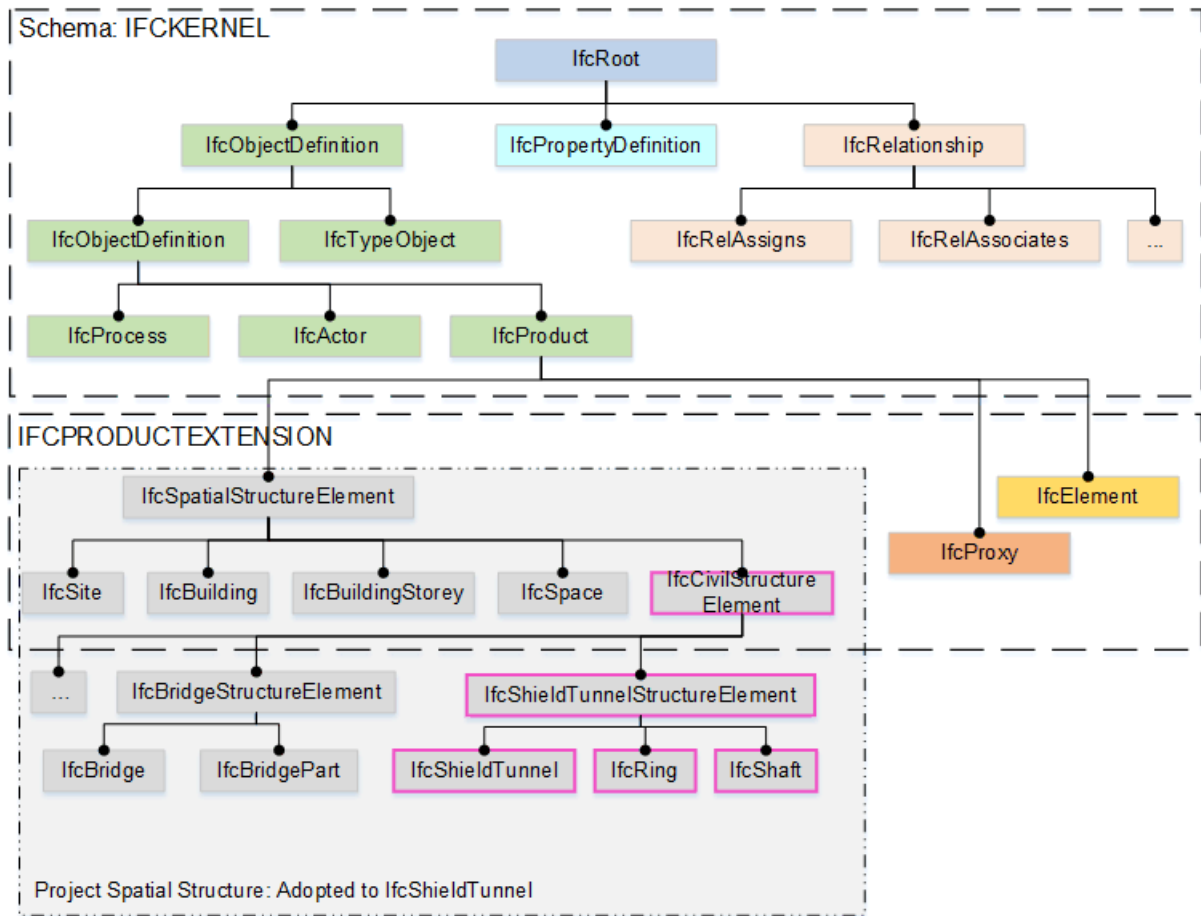 Schema: IFCKERNEL
IfcRoot
IfcObjectDefinition
IfcPropertyDefinition
IfcRelationship
IfcObjectDefinition
IfcTypeObject
IfcRelAssigns
IfcRelAssociates
...
IfcProcess
IfcActor
IfcProduct
IFCPRODUCTEXTENSION
IfcSpatialStructureElement
IfcElement
IfcProxy
IfcSite
IfcBuilding
IfcBuildingStorey
IfcSpace
IfcCivilStructure
Element
...
IfcBridgeStructureElement
IfcShieldTunnelStructureElement
IfcBridge
IfcBridgePart
IfcShieldTunnel
IfcRing
IfcShaft
Project Spatial Structure: Adopted to IfcShieldTunnel